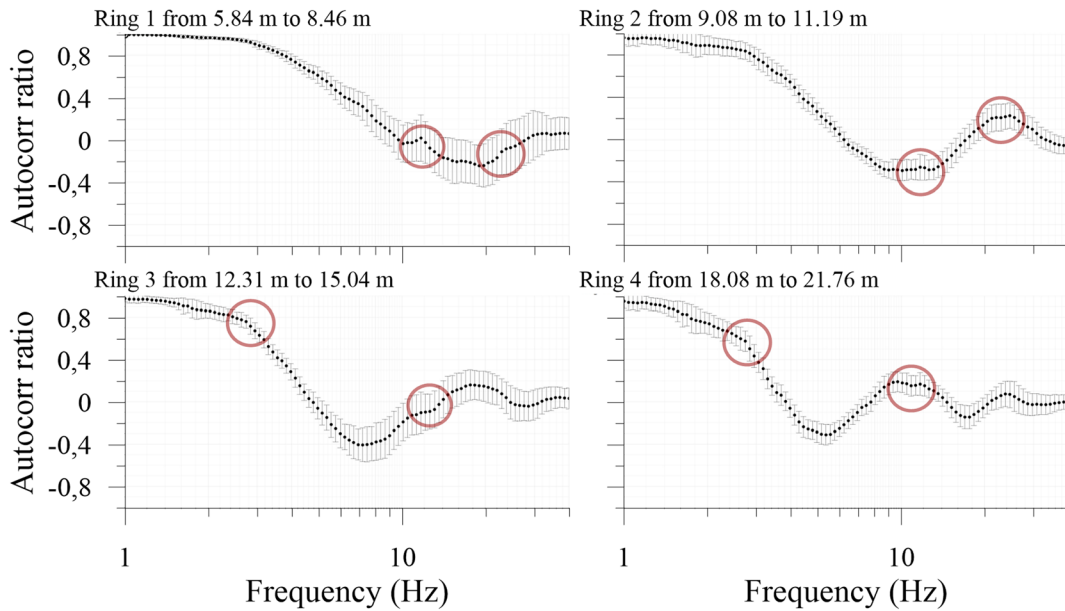 Ring 1 from 5.84 m to 8.46 m
Ring 2 from 9.08 m to 11.19 m
Autocorr ratio
0,8
0,4
0
-0,4
-0,8
Ring 3 from 12.31 m to 15.04 m
Ring 4 from 18.08 m to 21.76 m
Autocorr ratio
0,8
0,4
0
-0,4
-0,8
1
10
1
10
Frequency (Hz)
Frequency (Hz)